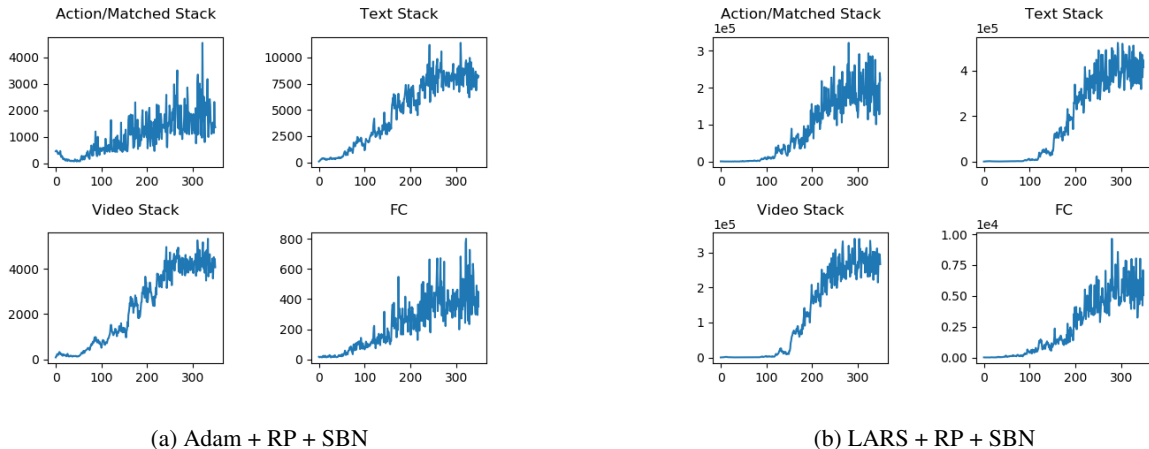 Action/Matched Stack
4000
3000
2000
1000
0
0 100 200 300
Text Stack
10000
7500
5000
2500
0
0 100 200 300
Video Stack
4000
2000
0
0 100 200 300
FC
800
600
400
200
0
0 100 200 300
(a) Adam + RP + SBN
Action/Matched Stack
1e5
3
2
1
0
0 100 200 300
Text Stack
1e5
4
2
0
0 100 200 300
Video Stack
1e5
3
2
1
0
0 100 200 300
FC
1e4
1.00
0.75
0.50
0.25
0.00
0 100 200 300
(b) LARS + RP + SBN